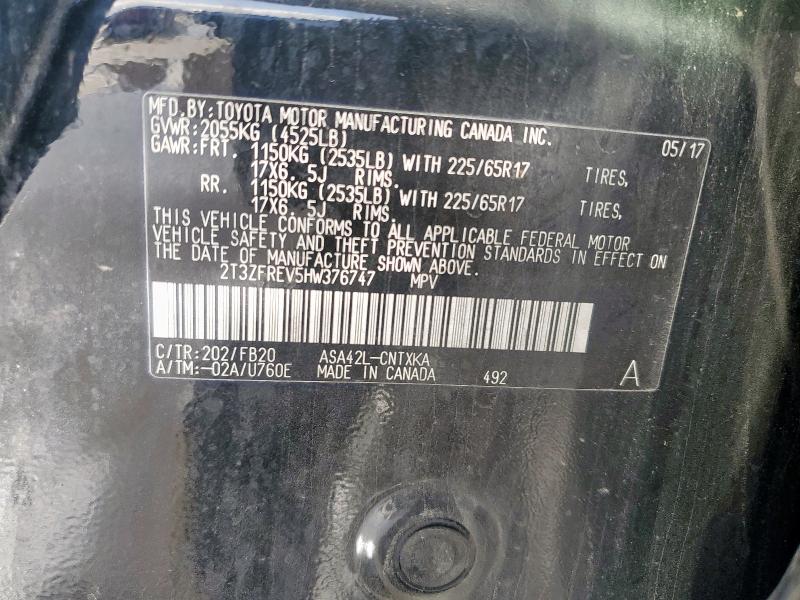 MFD. BY: TOYOTA MOTOR MANUFACTURING CANADA INC. 05/17
GVWR: 2055KG (4525LB)
GAWR: FRT. 1150KG (2535LB) WITH 225/65R17 TIRES,
17X6. 5J RIMS.
RR. 1150KG (2535LB) WITH 225/65R17 TIRES,
17X6. 5J RIMS.
THIS VEHICLE CONFORMS TO ALL APPLICABLE FEDERAL MOTOR
VEHICLE SAFETY AND THEFT PREVENTION STANDARDS IN EFFECT ON
THE DATE OF MANUFACTURE SHOWN ABOVE.
2T3ZFREV5HW376747 MPV
C/TR: 202/FB20 ASA42L-CNTXKA
A/TM: -02A/U760E MADE IN CANADA 492 A